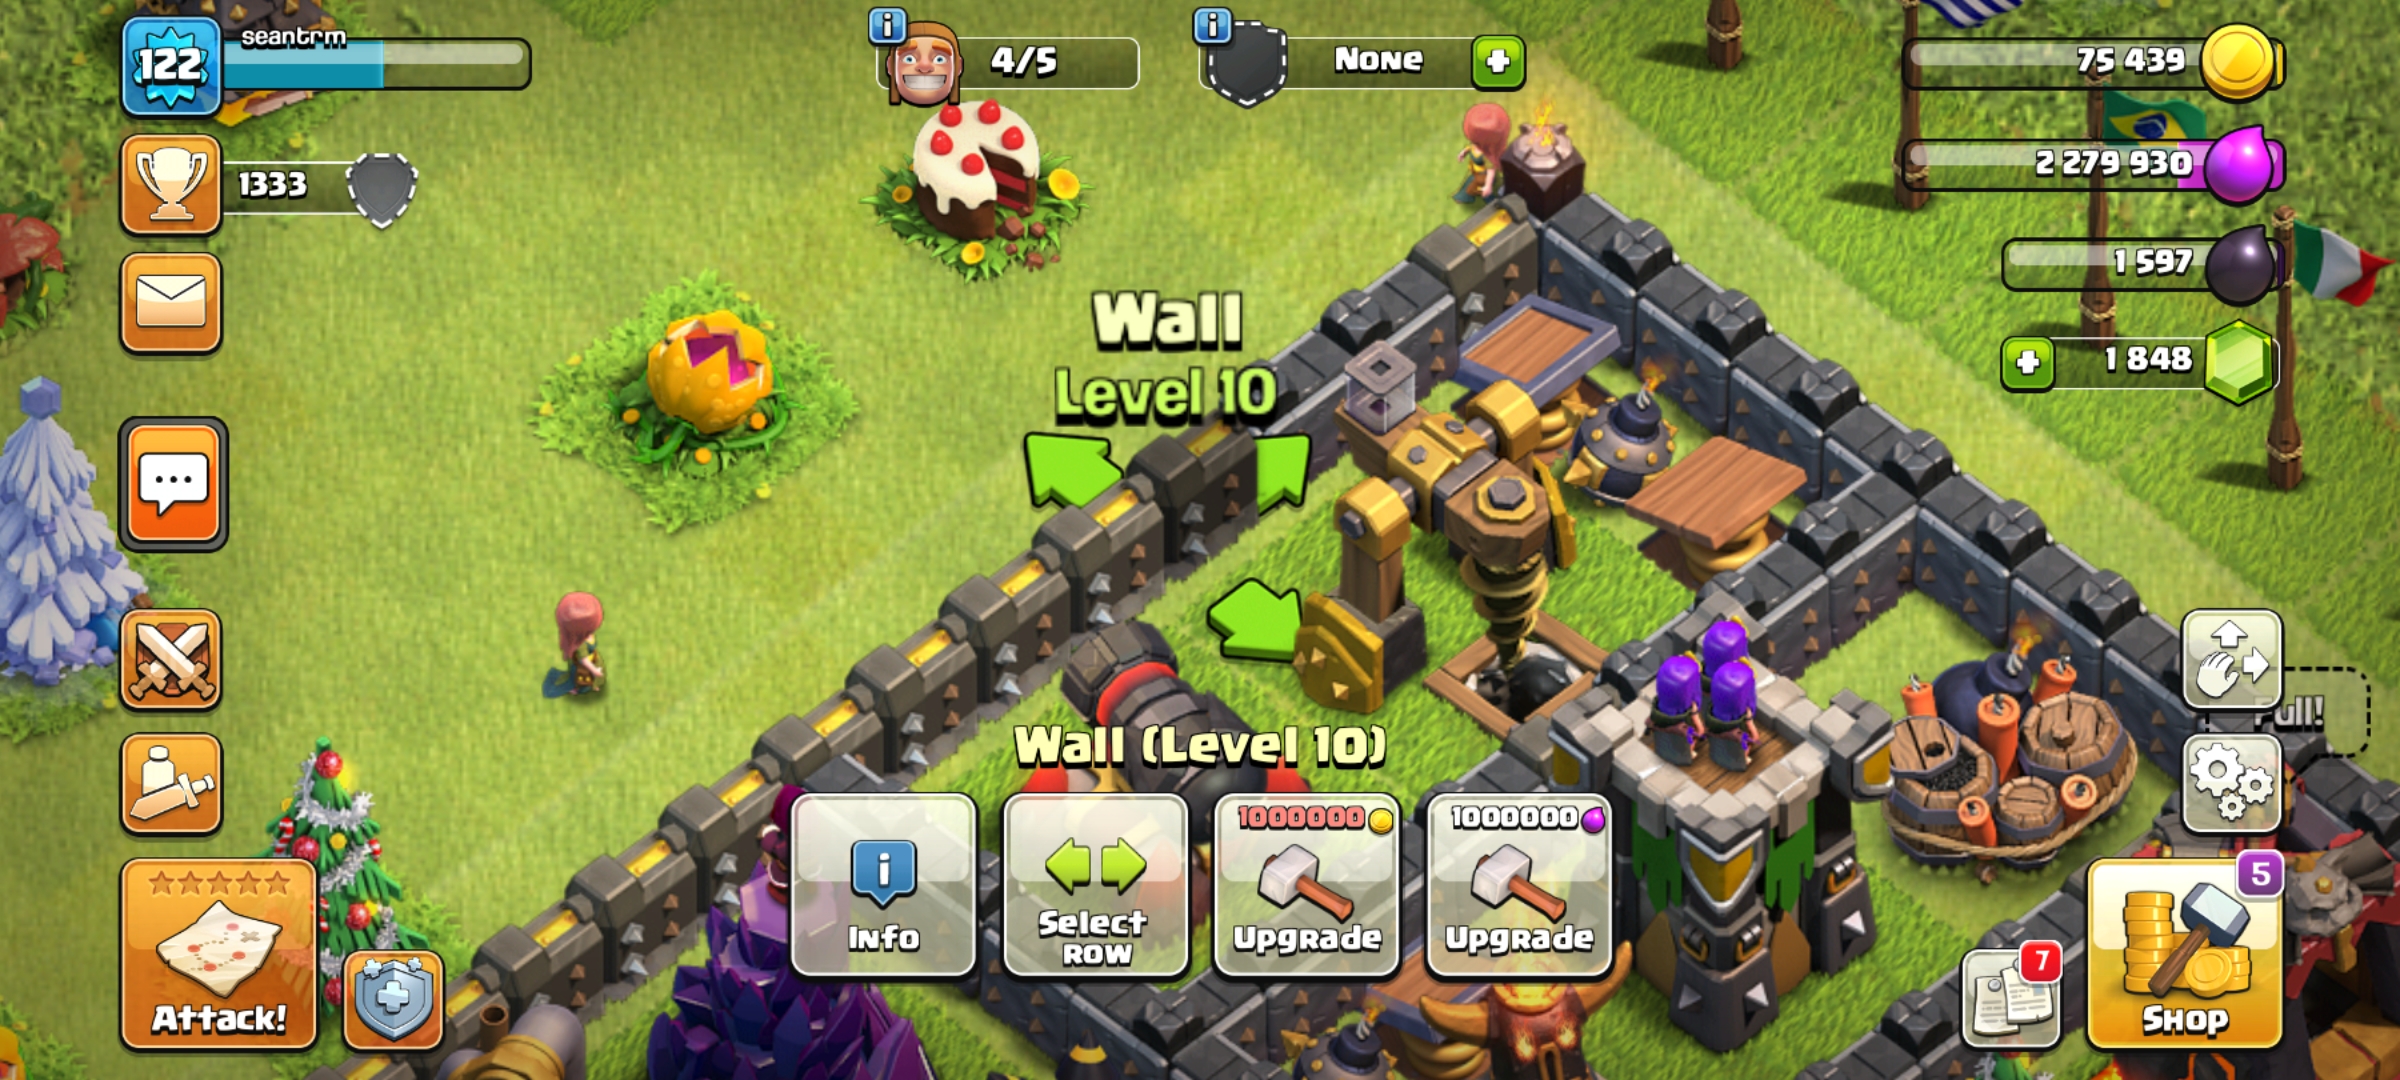 122
seantrm
4/5
None
75 439
1333
2 279 930
1 597
1 848
Wall
Level 10
Full!
Wall (Level 10)
Info
Select
Row
1000000
Upgrade
1000000
Upgrade
Attack!
7
5
Shop